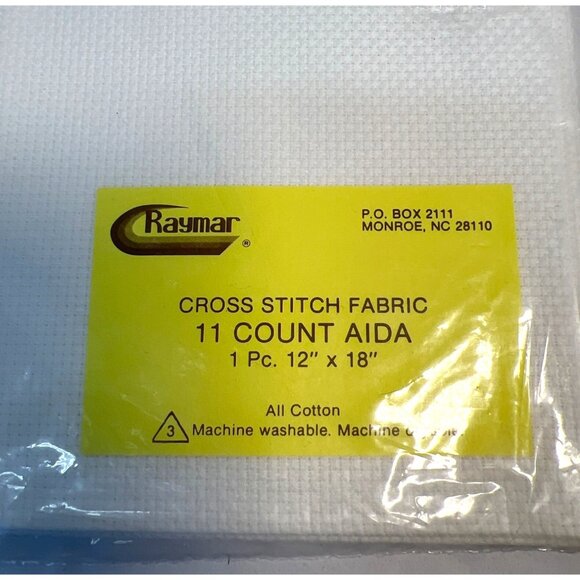 Raymar ®
P.O. BOX 2111
MONROE, NC 28110
CROSS STITCH FABRIC
11 COUNT AIDA
1 Pc. 12" x 18"
All Cotton
3 Machine washable. Machine